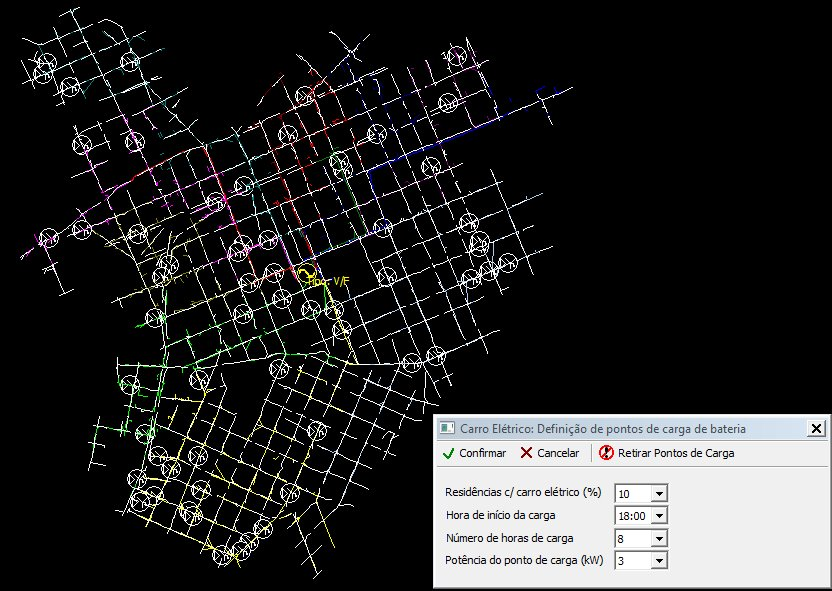 Tipo: V/F
Carro Elétrico: Definição de pontos de carga de bateria
Confirmar Cancelar Retirar Pontos de Carga
Residências c/ carro elétrico (%) 10
Hora de início da carga 18:00
Número de horas de carga 8
Potência do ponto de carga (kW) 3